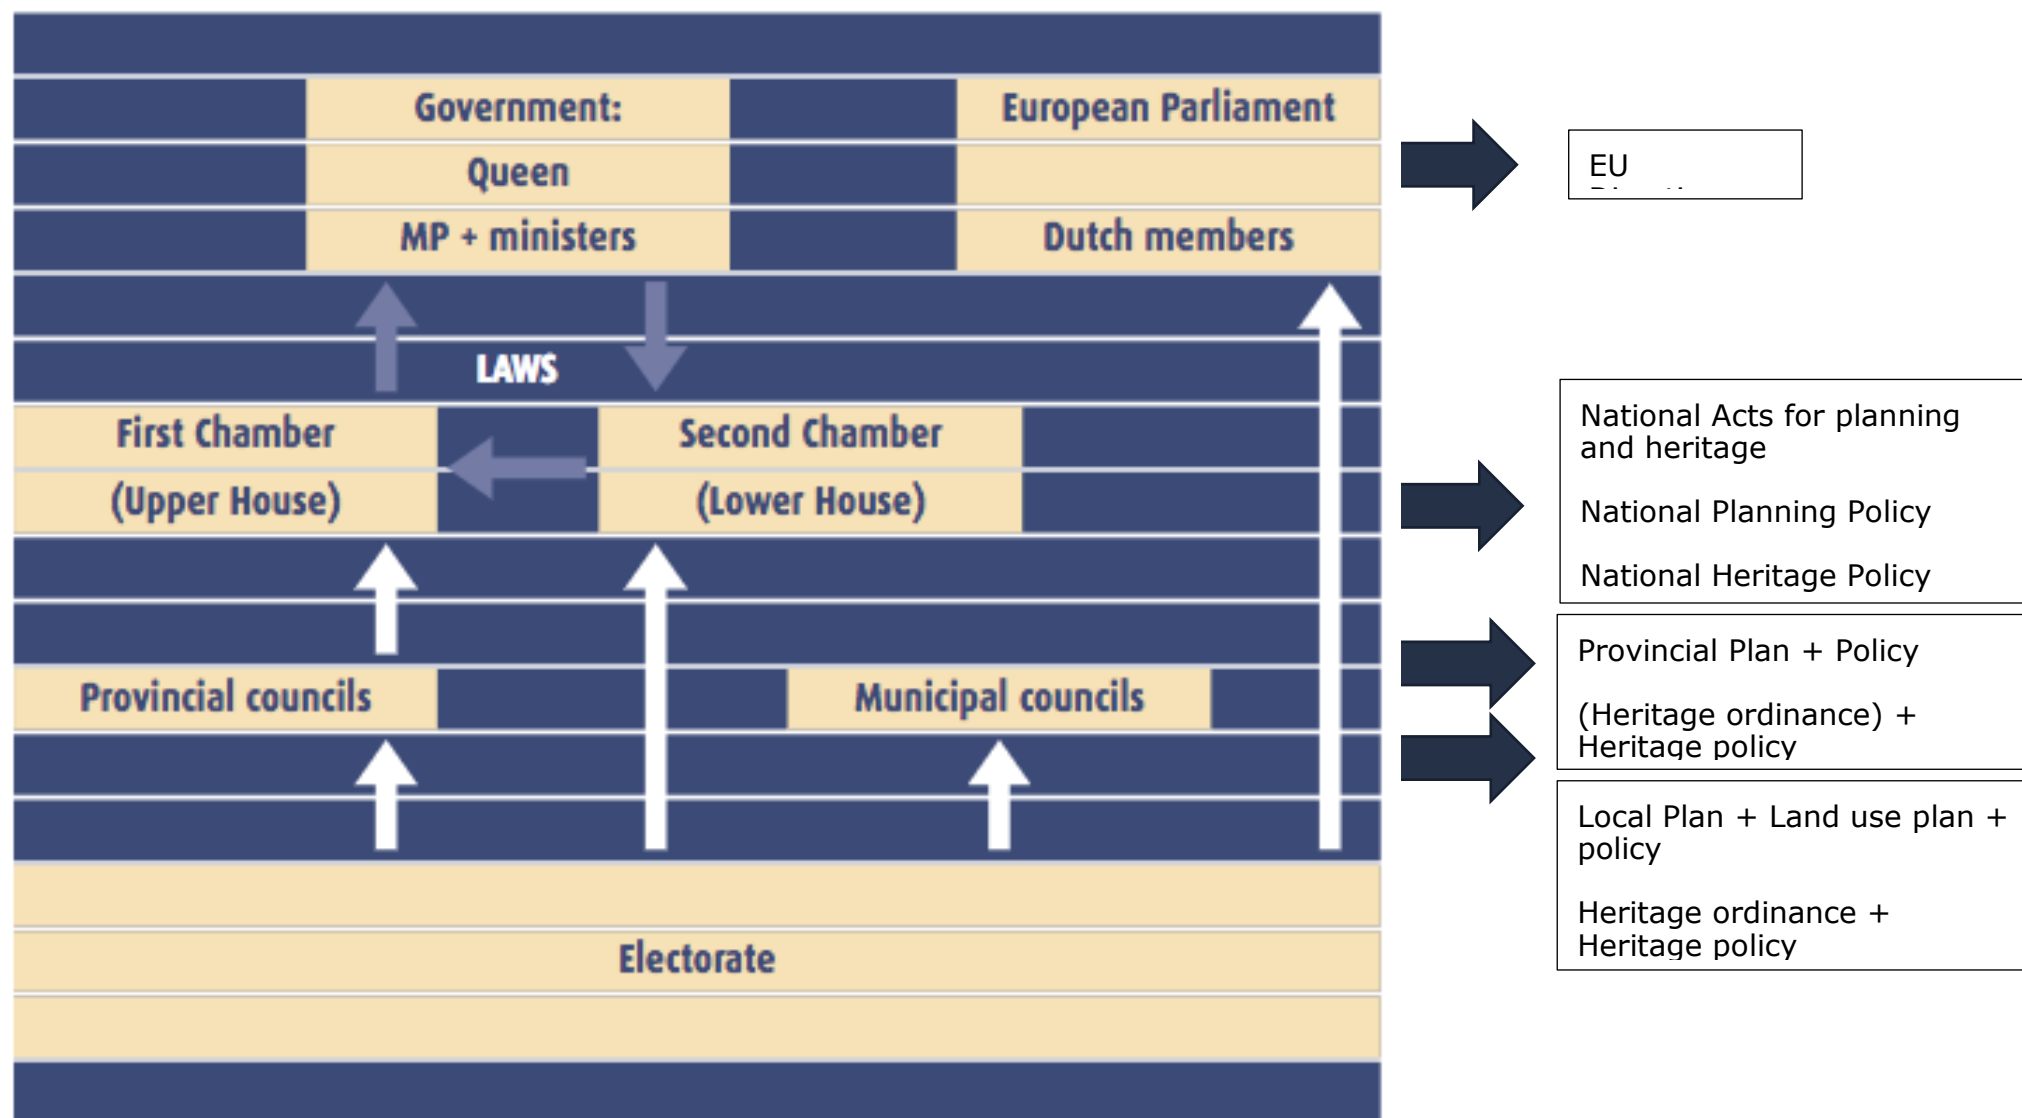 Government:
Queen
MP + ministers
European Parliament
Dutch members
EU
LAWS
First Chamber
(Upper House)
Second Chamber
(Lower House)
National Acts for planning
and heritage
National Planning Policy
National Heritage Policy
Provincial councils
Municipal councils
Provincial Plan + Policy
(Heritage ordinance) +
Heritage policy
Local Plan + Land use plan +
policy
Heritage ordinance +
Heritage policy
Electorate